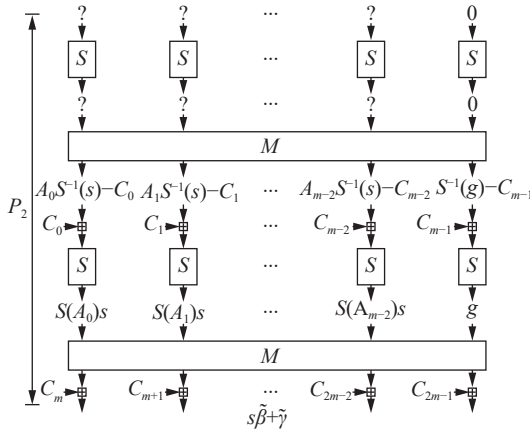 ? ? ... ? 0
S S ... S S
? ? ... ? 0
M
A₀S⁻¹(s)−C₀ A₁S⁻¹(s)−C₁ ... Aₘ₋₂S⁻¹(s)−Cₘ₋₂ S⁻¹(g)−Cₘ₋₁
P₂
C₀ C₁ ... Cₘ₋₂ Cₘ₋₁
S S ... S S
S(A₀)s S(A₁)s ... S(Aₘ₋₂)s g
M
Cₘ Cₘ₊₁ ... C₂ₘ₋₂ C₂ₘ₋₁
sβ̃+γ̃